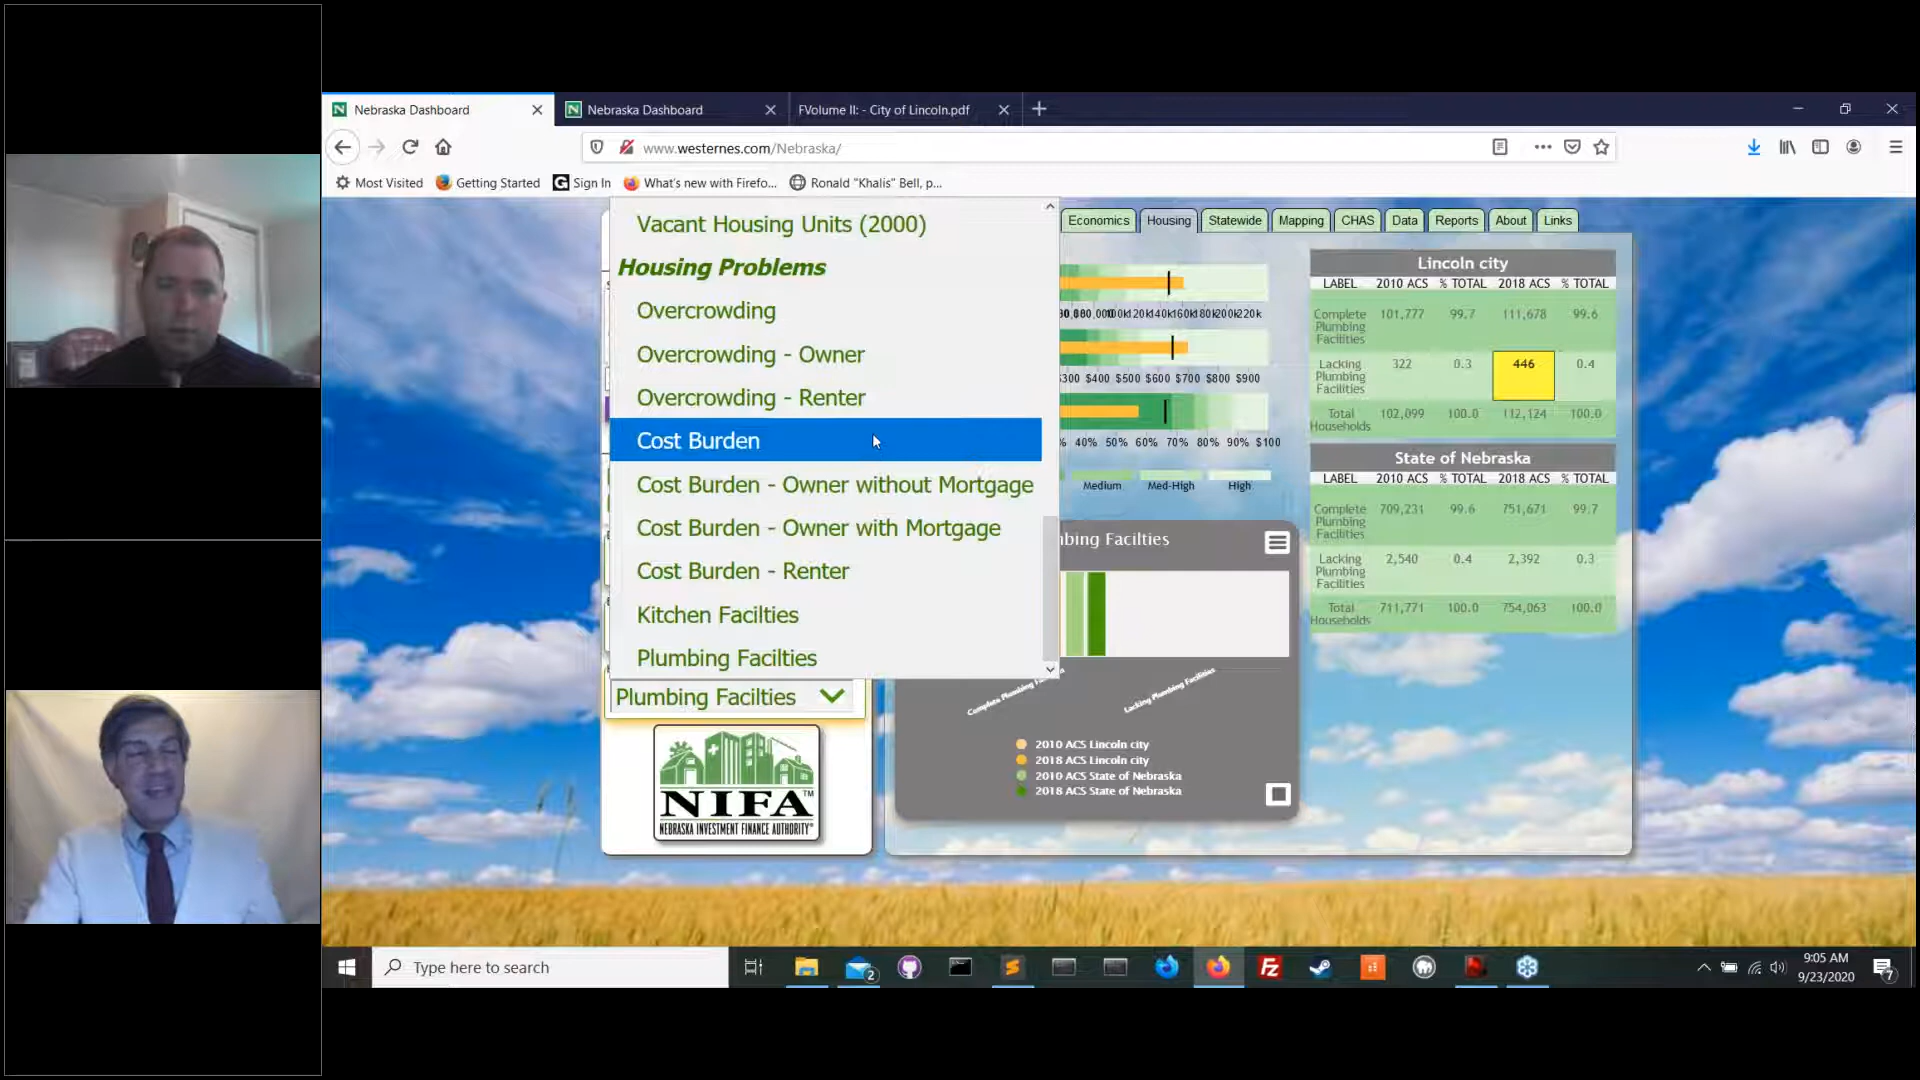 Nebraska Dashboard
Nebraska Dashboard
FVolume II: - City of Lincoln.pdf
www.westernes.com/Nebraska/
Most Visited
Getting Started
Sign In
What's new with Firefo...
Ronald "Khalis" Bell, p...
Economics
Housing
Statewide
Mapping
CHAS
Data
Reports
About
Links
Vacant Housing Units (2000)
Housing Problems
Overcrowding
Overcrowding - Owner
Overcrowding - Renter
Cost Burden
Cost Burden - Owner without Mortgage
Cost Burden - Owner with Mortgage
Cost Burden - Renter
Kitchen Facilties
Plumbing Facilties
Plumbing Facilties
NIFA™
NEBRASKA INVESTMENT FINANCE AUTHORITY
$300 $400 $500 $600 $700 $800 $900
40% 50% 60% 70% 80% 90% $100
Medium Med-High High
bing Facilties
Lacking Plumbing Facilities
2010 ACS Lincoln city
2018 ACS Lincoln city
2010 ACS State of Nebraska
2018 ACS State of Nebraska
Lincoln city
LABEL 2010 ACS % TOTAL 2018 ACS % TOTAL
Complete Plumbing Facilities 101,777 99.7 111,678 99.6
Lacking Plumbing Facilities 322 0.3 446 0.4
Total Households 102,099 100.0 112,124 100.0
State of Nebraska
LABEL 2010 ACS % TOTAL 2018 ACS % TOTAL
Complete Plumbing Facilities 709,231 99.6 751,671 99.7
Lacking Plumbing Facilities 2,540 0.4 2,392 0.3
Total Households 711,771 100.0 754,063 100.0
Type here to search
2
9:05 AM
9/23/2020
7